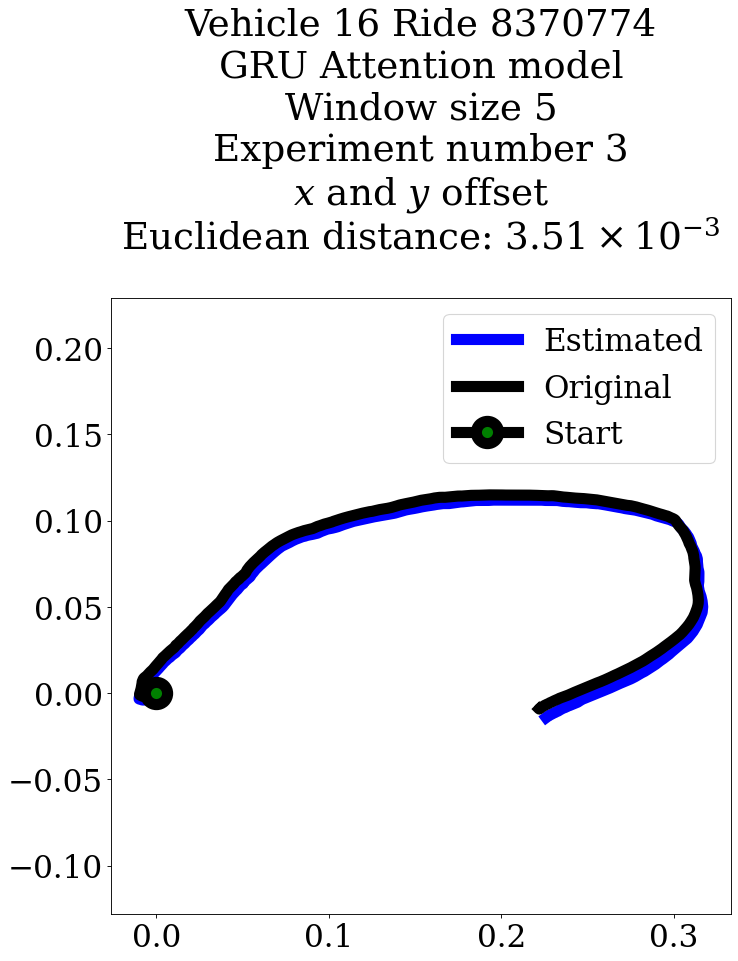 Vehicle 16 Ride 8370774
GRU Attention model
Window size 5
Experiment number 3
x and y offset
Euclidean distance: 3.51 × 10⁻³
Estimated
Original
Start
0.20
0.15
0.10
0.05
0.00
−0.05
−0.10
0.0 0.1 0.2 0.3